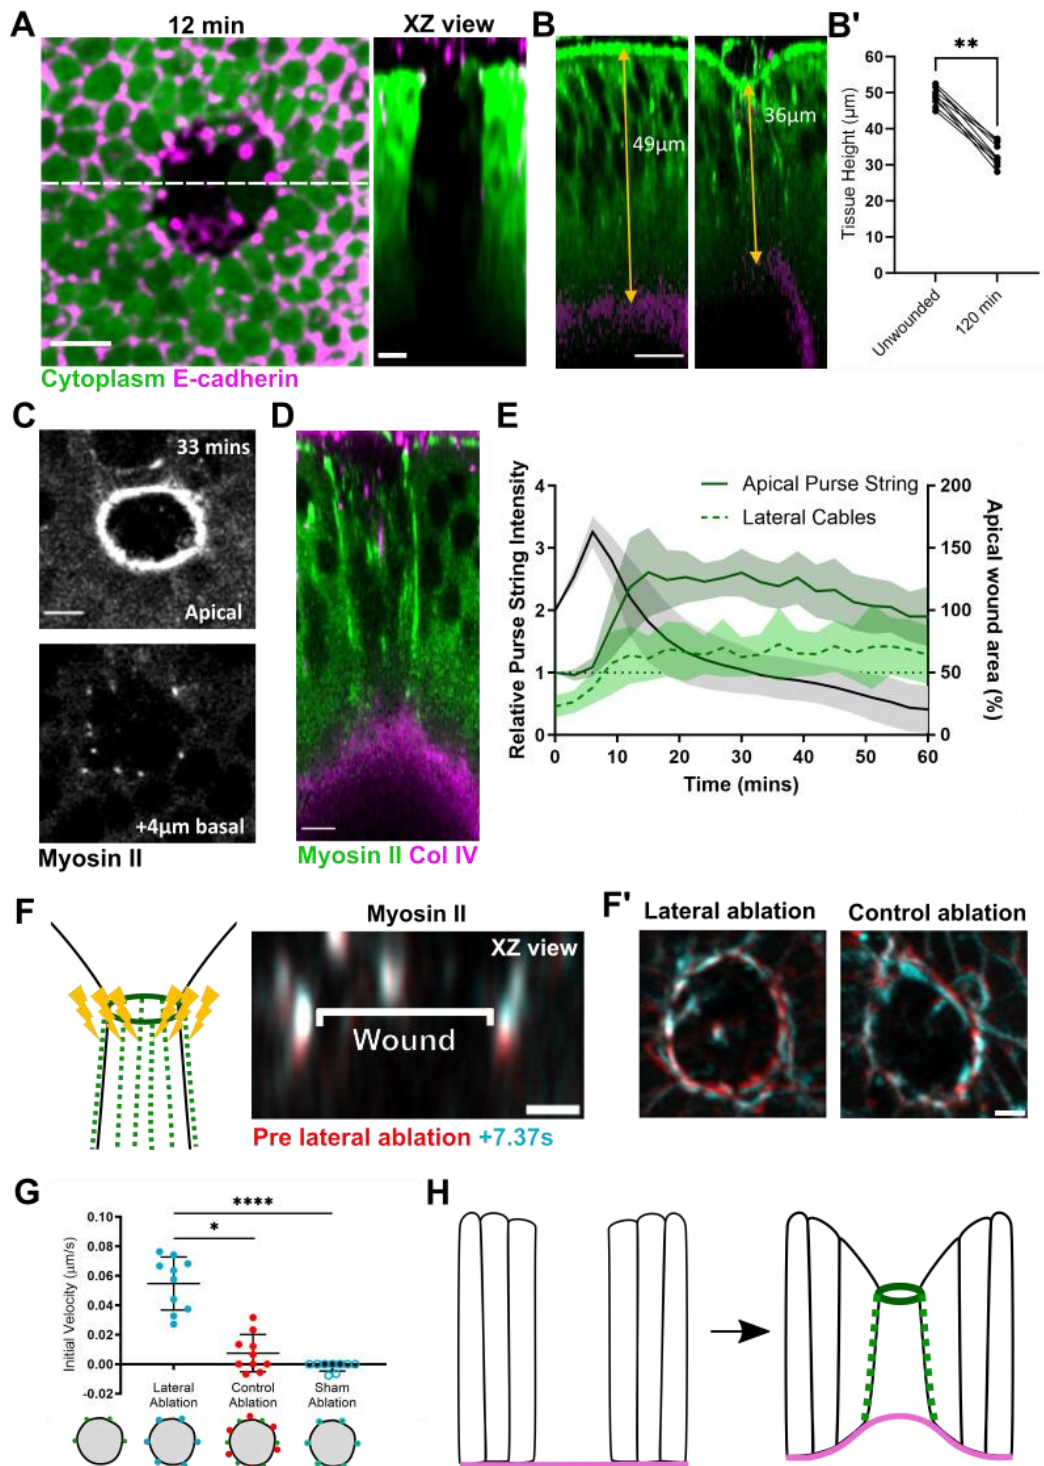 A
12 min
XZ view
B
B'
Cytoplasm E-cadherin
49µm
36µm
**
Tissue Height (µm)
60
50
40
30
20
10
0
Unwounded
120 min
C
33 mins
Apical
+4µm basal
Myosin II
D
Myosin II Col IV
E
Apical Purse String
Lateral Cables
Relative Purse String Intensity
4
3
2
1
0
200
150
100
50
0
Apical wound area (%)
0 10 20 30 40 50 60
Time (mins)
F
Myosin II
XZ view
Wound
Pre lateral ablation +7.37s
F'
Lateral ablation
Control ablation
G
****
*
Initial Velocity (µm/s)
0.10
0.08
0.06
0.04
0.02
0.00
-0.02
Lateral
Ablation
Control
Ablation
Sham
Ablation
H